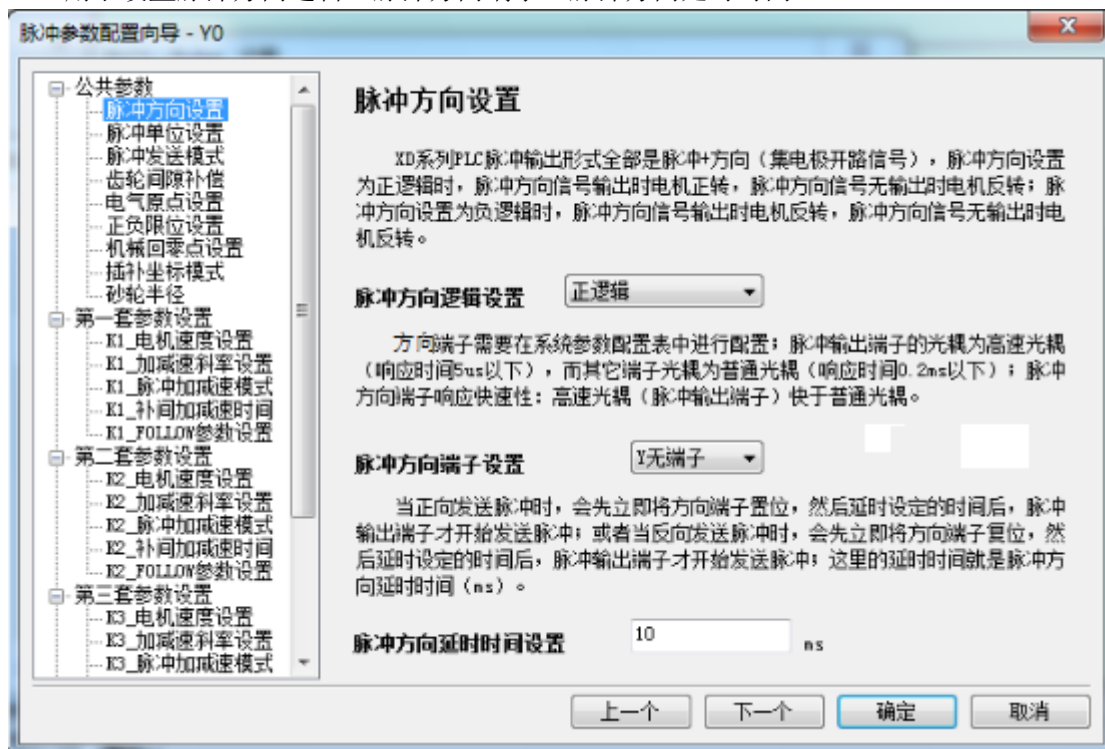 脉冲参数配置向导 - Y0
公共参数
脉冲方向设置
脉冲单位设置
脉冲发送模式
齿轮间隙补偿
电气原点设置
正负限位设置
机械回零点设置
插补坐标模式
砂轮半径
第一套参数设置
K1_电机速度设置
K1_加减速斜率设置
K1_脉冲加减速模式
K1_补间加减速时间
K1_FOLLOW参数设置
第二套参数设置
K2_电机速度设置
K2_加减速斜率设置
K2_脉冲加减速模式
K2_补间加减速时间
K2_FOLLOW参数设置
第三套参数设置
K3_电机速度设置
K3_加减速斜率设置
K3_脉冲加减速模式
脉冲方向设置
XD系列PLC脉冲输出形式全部是脉冲+方向（集电极开路信号），脉冲方向设置
为正逻辑时，脉冲方向信号输出时电机正转，脉冲方向信号无输出时电机反转；脉
冲方向设置为负逻辑时，脉冲方向信号输出时电机反转，脉冲方向信号无输出时电
机反转。
脉冲方向逻辑设置 正逻辑
方向端子需要在系统参数配置表中进行配置；脉冲输出端子的光耦为高速光耦
（响应时间5us以下），而其它端子光耦为普通光耦（响应时间0.2ms以下）；脉冲
方向端子响应快速性：高速光耦（脉冲输出端子）快于普通光耦。
脉冲方向端子设置 Y无端子
当正向发送脉冲时，会先立即将方向端子置位，然后延时设定的时间后，脉冲
输出端子才开始发送脉冲；或者当反向发送脉冲时，会先立即将方向端子复位，然
后延时设定的时间后，脉冲输出端子才开始发送脉冲；这里的延时时间就是脉冲方
向延时时间（ms）。
脉冲方向延时时间设置 10 ms
上一个 下一个 确定 取消